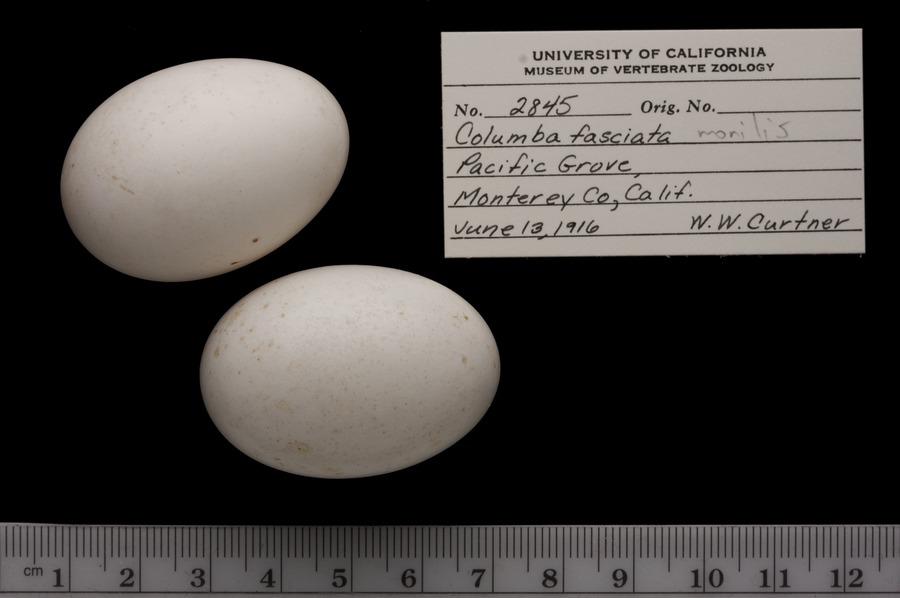 UNIVERSITY OF CALIFORNIA
MUSEUM OF VERTEBRATE ZOOLOGY
No. 2845 Orig. No.
Columba fasciata monilis
Pacific Grove,
Monterey Co, Calif.
June 13, 1916 W.W. Curtner
cm 1 2 3 4 5 6 7 8 9 10 11 12